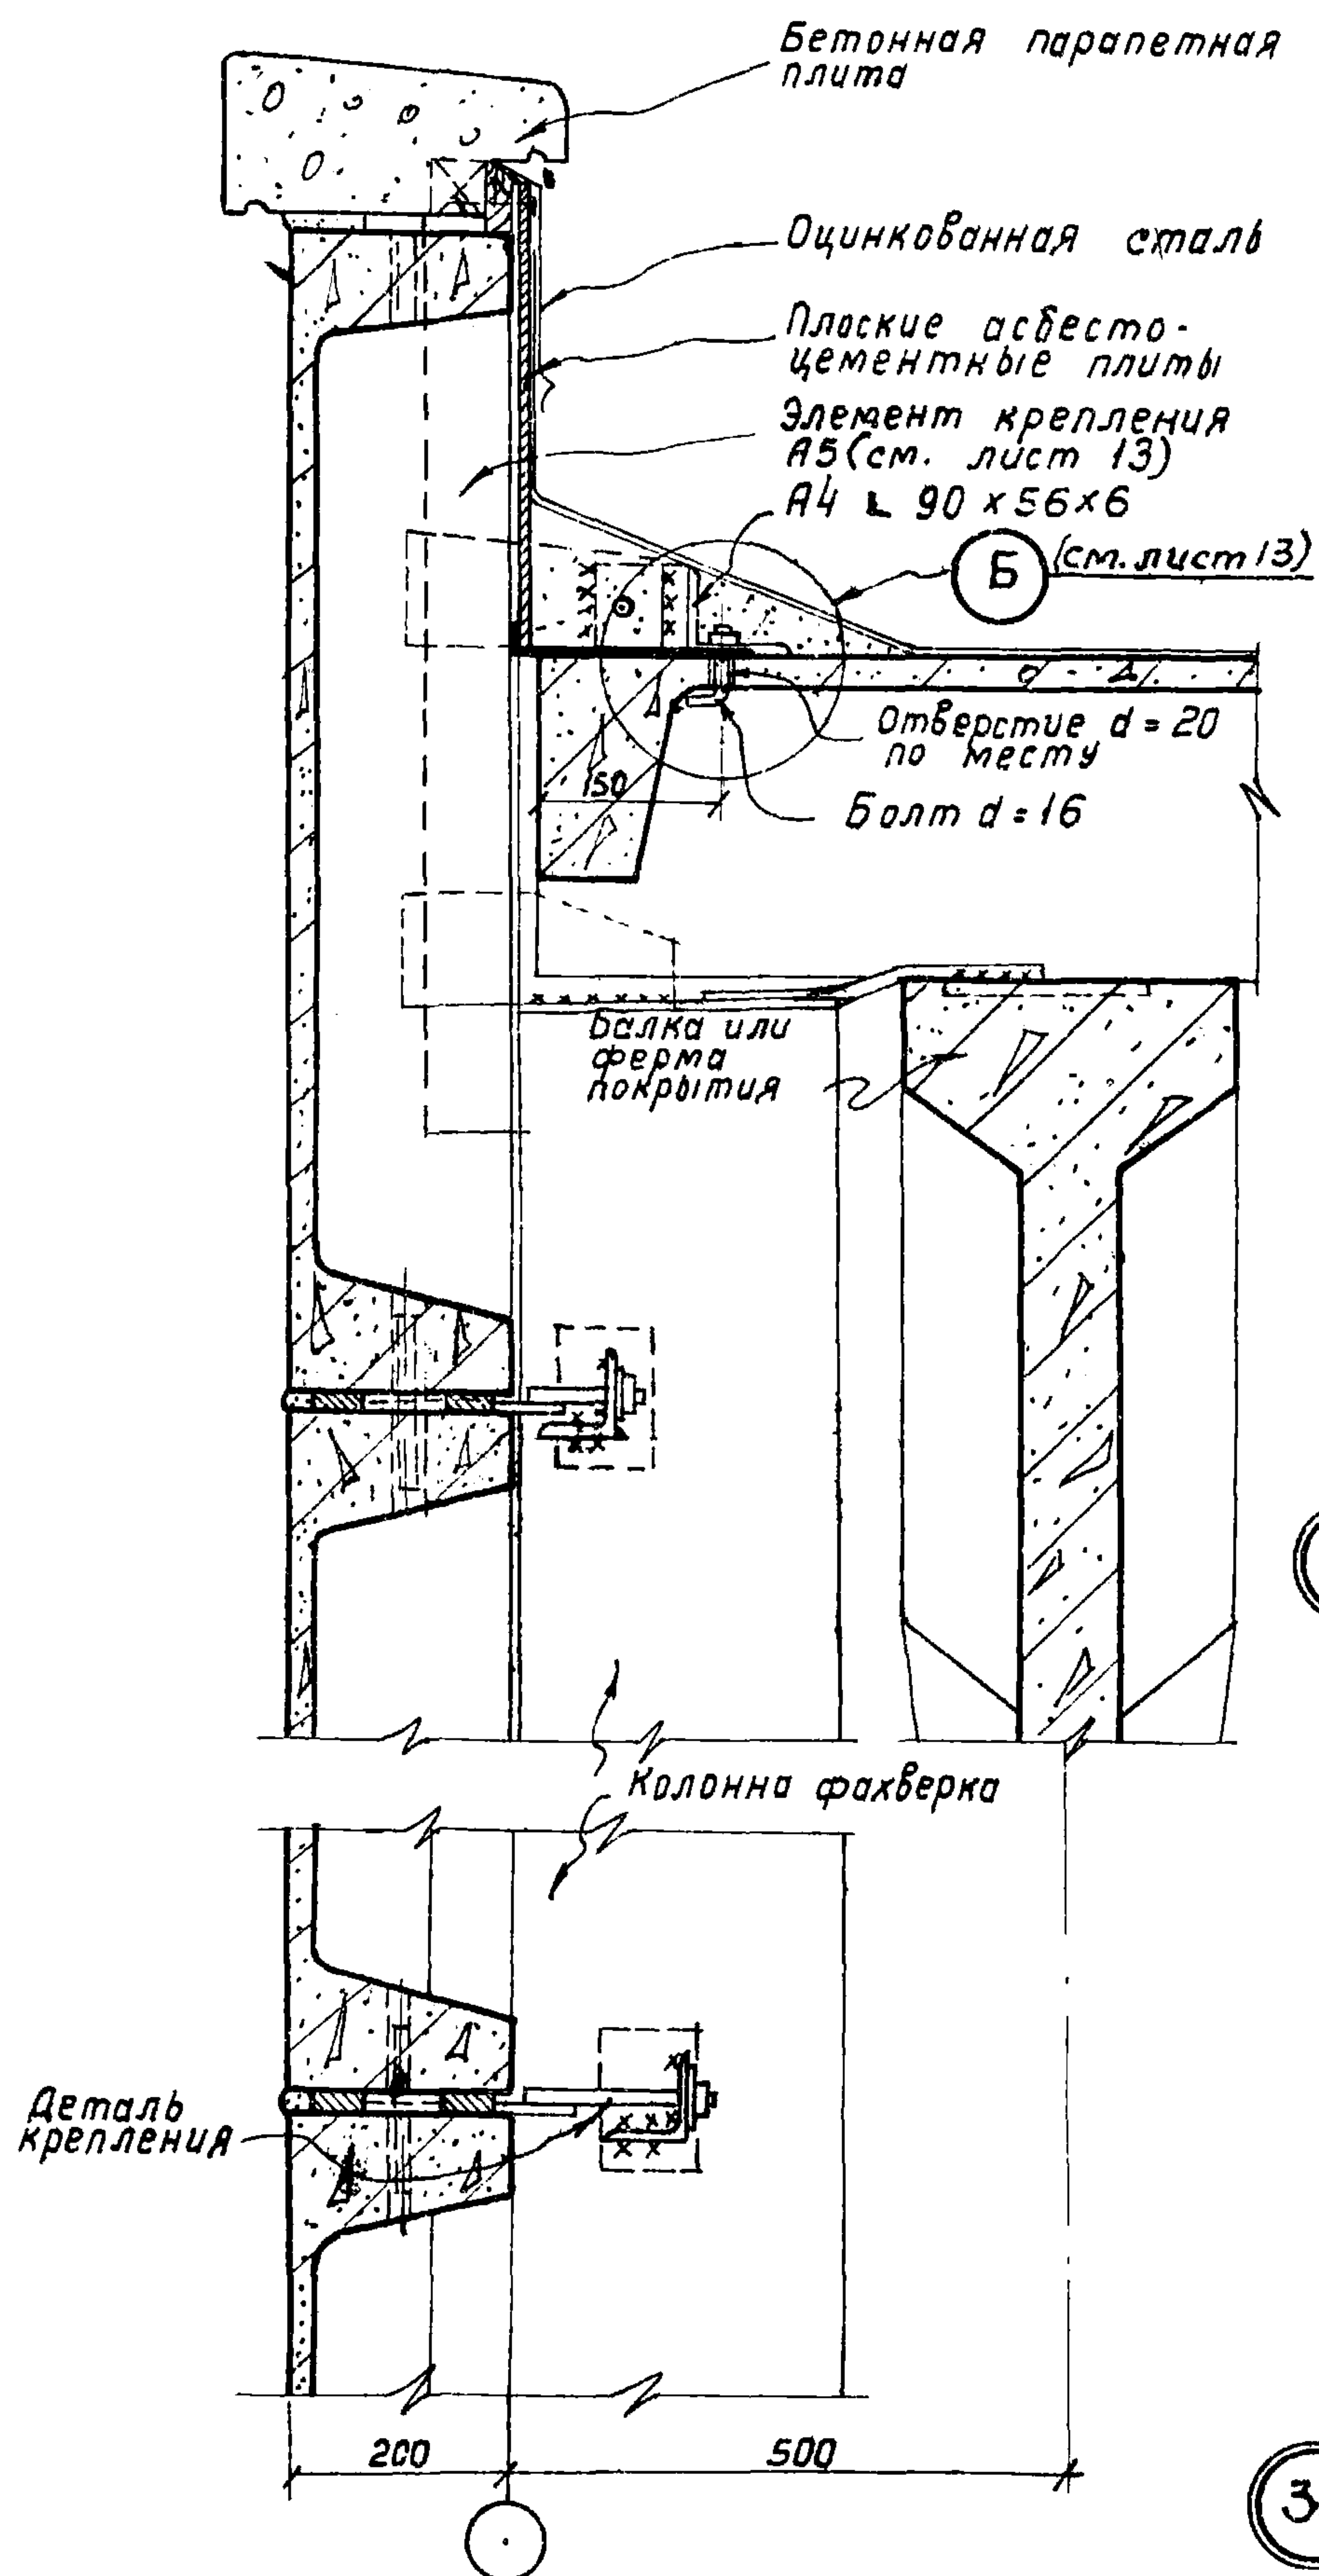 Бетонная парапетная
плита
Оцинкованная сталь
Плоские асбесто-
цементные плиты
Элемент крепления
А5 (см. лист 13)
А4 L 90 x 56 x 6
Б (см. лист 13)
Отверстие d = 20
по месту
150
Болт d = 16
Балка или
ферма
покрытия
Колонна фахверка
Деталь
крепления
200
500
3